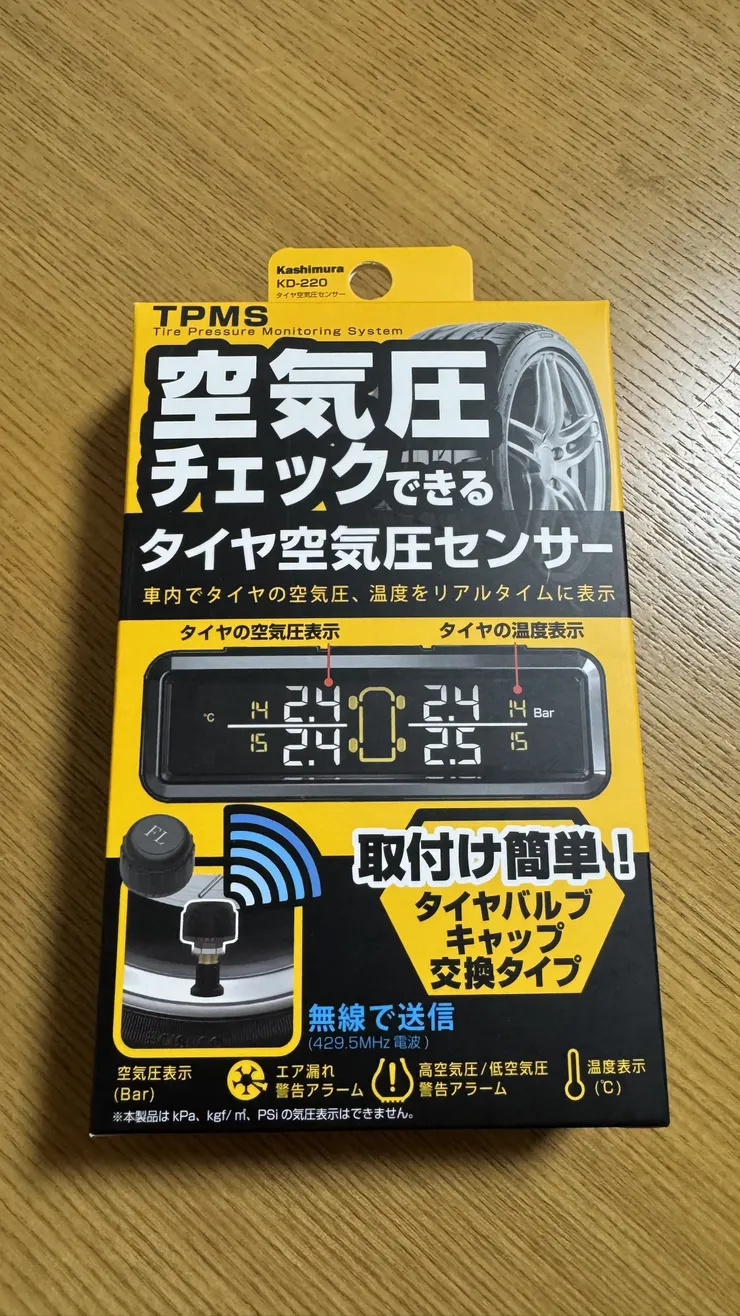 Kashimura
KD-220
タイヤ空気圧センサー
TPMS
Tire Pressure Monitoring System
空気圧
チェックできる
タイヤ空気圧センサー
車内でタイヤの空気圧、温度をリアルタイムに表示
タイヤの空気圧表示 タイヤの温度表示
℃ 14 2.4 2.4 14 Bar
15 2.4 2.5 15
FL
取付け簡単!
タイヤバルブ
キャップ
交換タイプ
無線で送信
(429.5MHz 電波)
空気圧表示
(Bar)
エア漏れ
警告アラーム
高空気圧/低空気圧
警告アラーム
温度表示
(℃)
※本製品は kPa、kgf/㎡、PSi の気圧表示はできません。